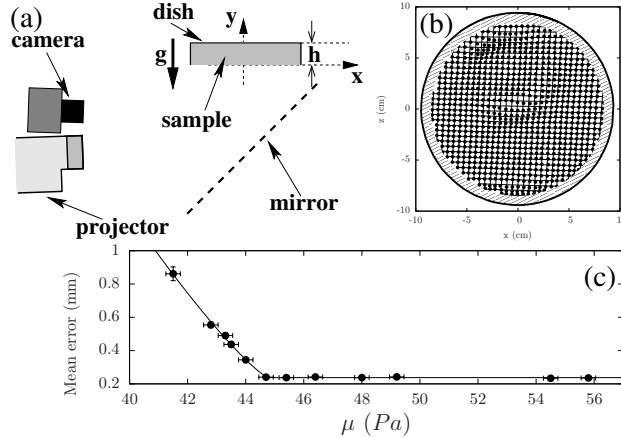 (a)
camera
dish
y
g
h
x
sample
mirror
projector
(b)
10
5
0
-5
-10
z (cm)
-10 -5 0 5 1
x (cm)
(c)
1
0.8
0.6
0.4
0.2
Mean error (mm)
40 42 44 46 48 50 52 54 56
μ (Pa)